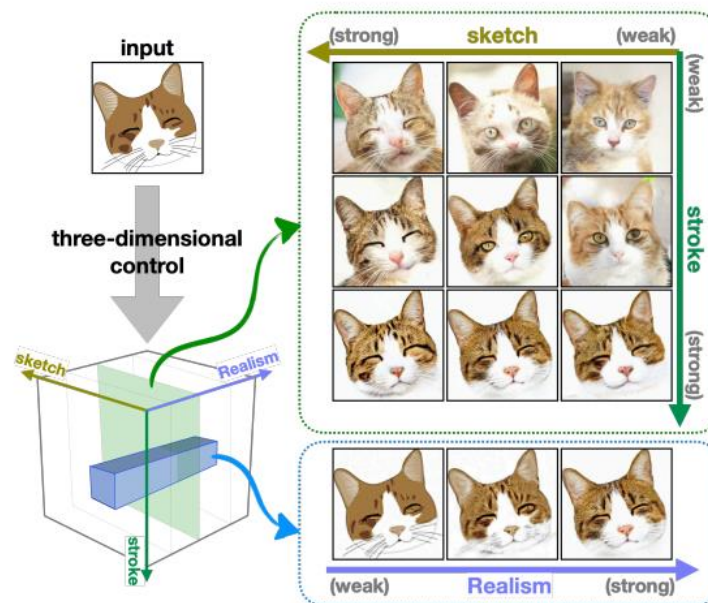 input
three-dimensional
control
sketch
Realism
stroke
(strong)
sketch
(weak)
(weak)
stroke
(strong)
(weak)
Realism
(strong)